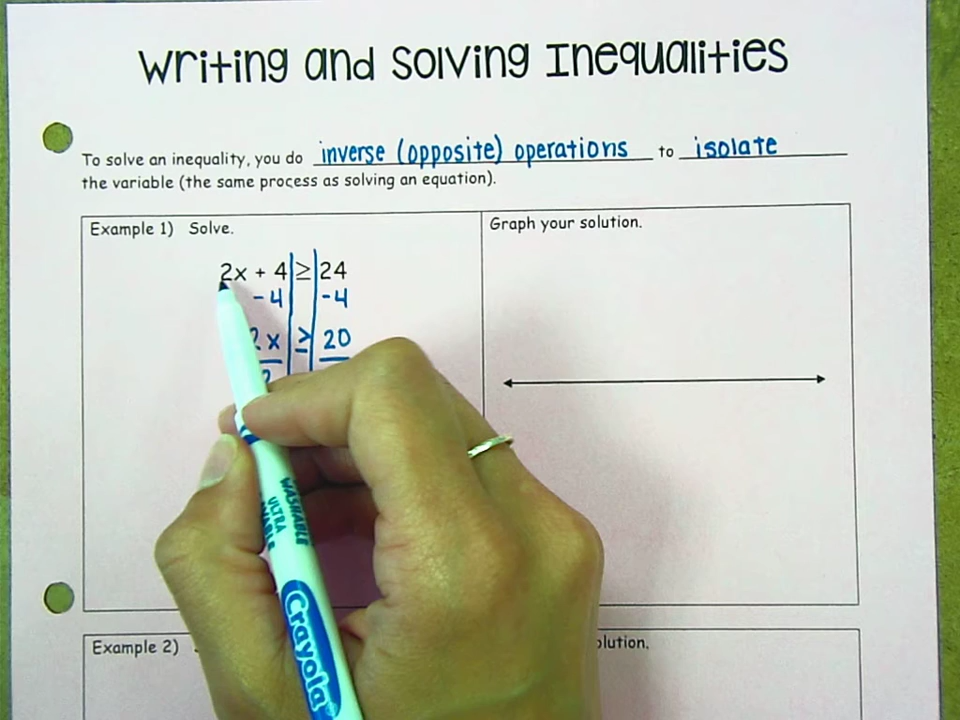 Writing and Solving Inequalities
To solve an inequality, you do inverse (opposite) operations to isolate
the variable (the same process as solving an equation).
Example 1) Solve.
Graph your solution.
2x + 4 ≥ 24
-4 -4
2x ≥ 20
2
WASHABLE
ULTRA
Crayola
Example 2)
olution.